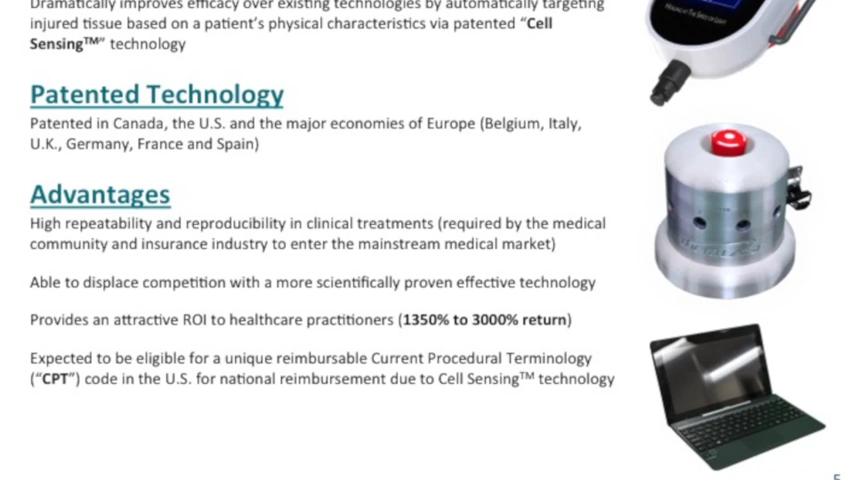 Dramatically improves efficacy over existing technologies by automatically targeting
injured tissue based on a patient's physical characteristics via patented “Cell
Sensing™” technology
Patented Technology
Patented in Canada, the U.S. and the major economies of Europe (Belgium, Italy,
U.K., Germany, France and Spain)
Advantages
High repeatability and reproducibility in clinical treatments (required by the medical
community and insurance industry to enter the mainstream medical market)
Able to displace competition with a more scientifically proven effective technology
Provides an attractive ROI to healthcare practitioners (1350% to 3000% return)
Expected to be eligible for a unique reimbursable Current Procedural Terminology
(“CPT”) code in the U.S. for national reimbursement due to Cell Sensing™ technology
5